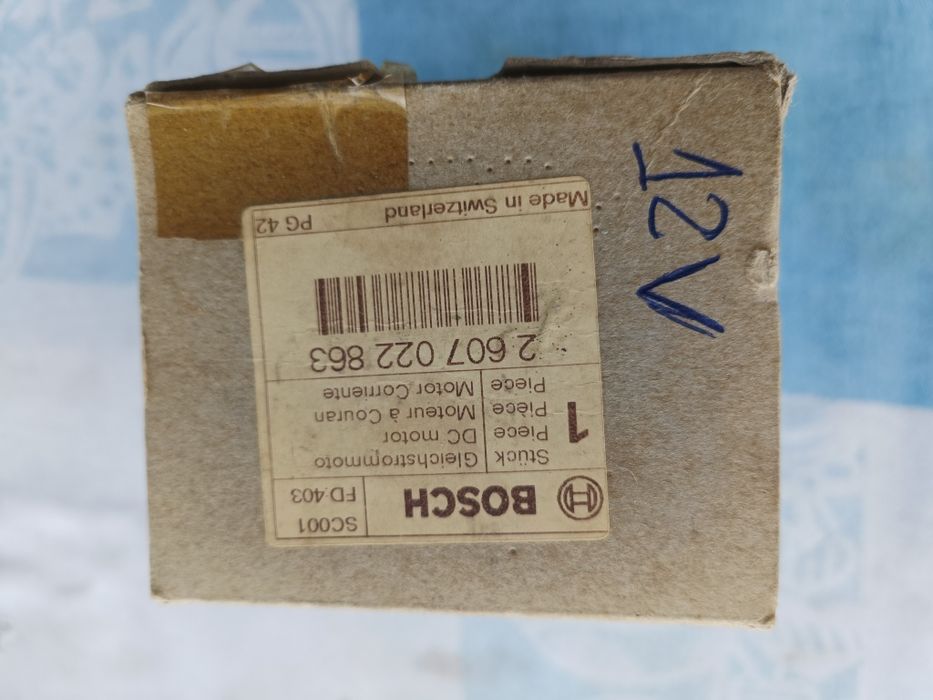 BOSCH
SC001
FD.403
1
Stück Gleichstrommoto
Piece DC motor
Pièce Moteur à Couran
Piece Motor Corriente
2 607 022 863
Made in Switzerland PG 42
12V